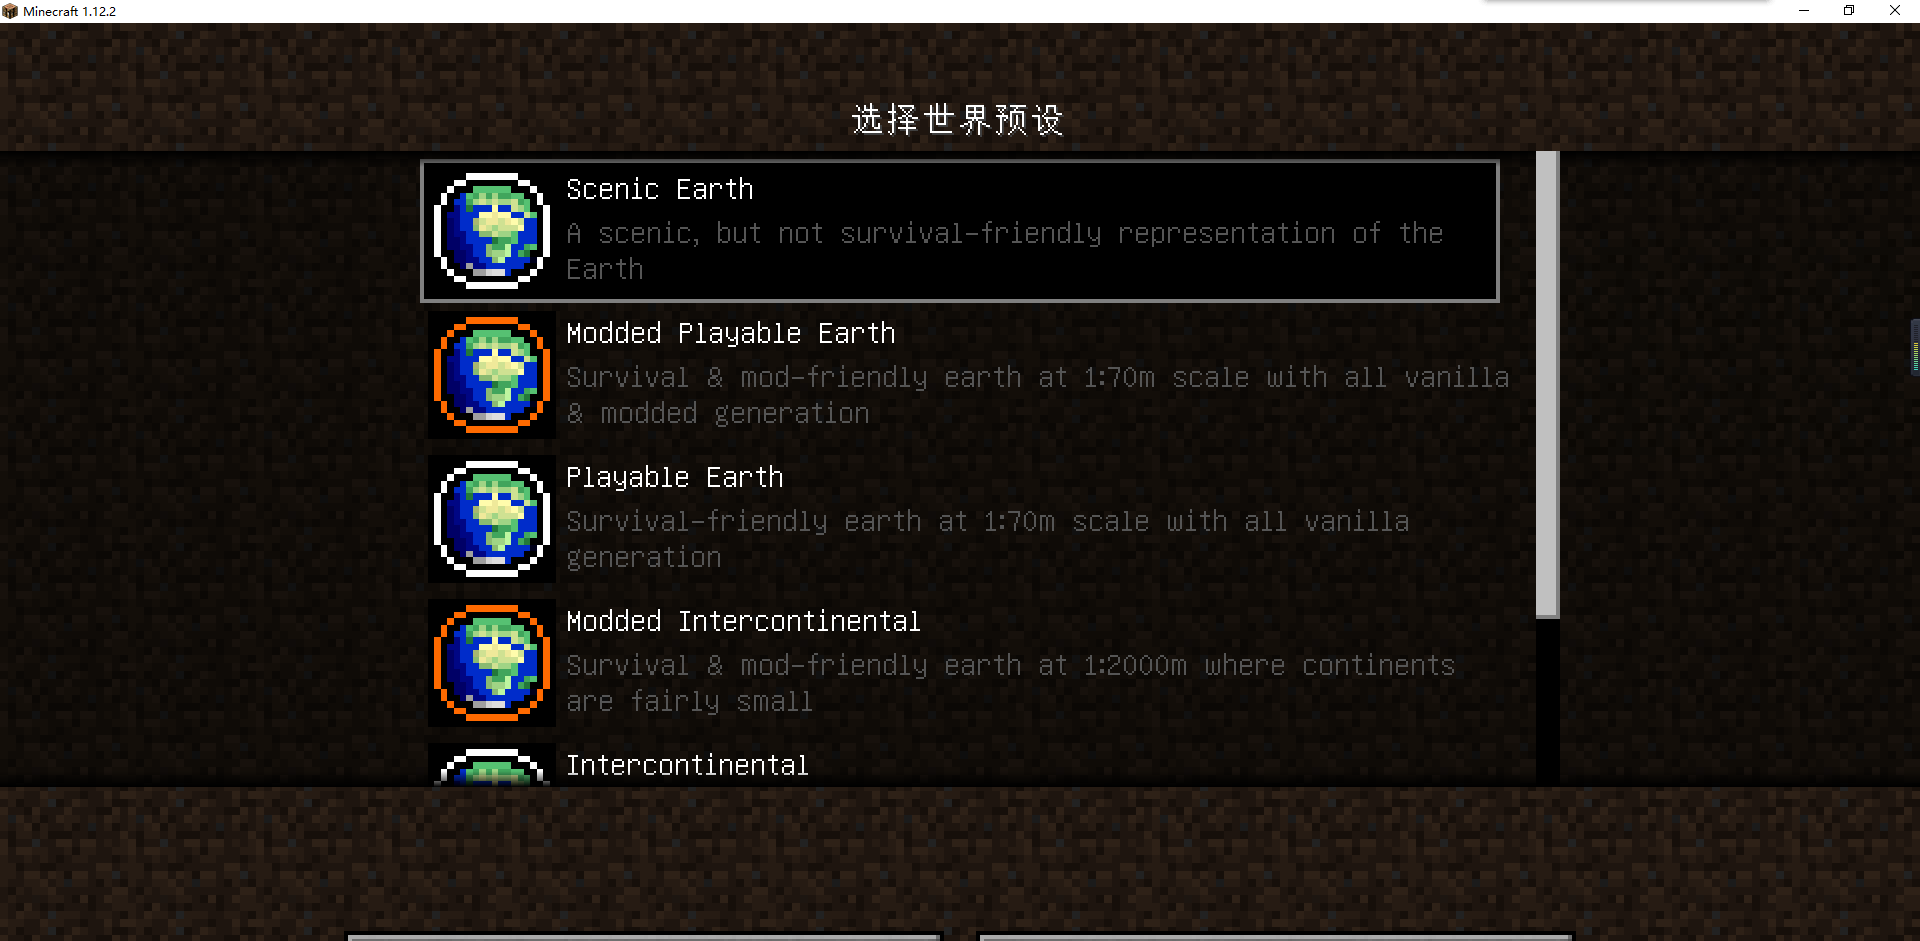 Minecraft 1.12.2
选择世界预设
Scenic Earth
A scenic, but not survival-friendly representation of the
Earth
Modded Playable Earth
Survival & mod-friendly earth at 1:70m scale with all vanilla
& modded generation
Playable Earth
Survival-friendly earth at 1:70m scale with all vanilla
generation
Modded Intercontinental
Survival & mod-friendly earth at 1:2000m where continents
are fairly small
Intercontinental